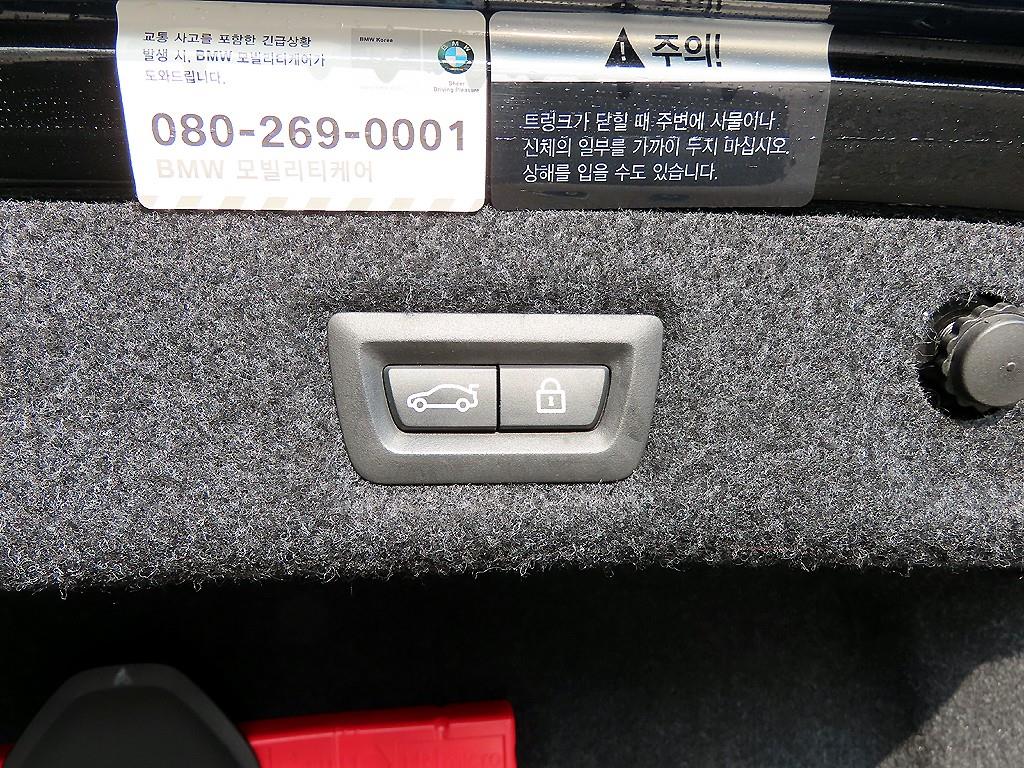 교통 사고를 포함한 긴급상황
발생 시, BMW 모빌리티케어가
도와드립니다.
BMW Korea
BMW
Sheer
Driving Pleasure
080-269-0001
BMW 모빌리티케어
주의!
트렁크가 닫힐 때 주변에 사물이나
신체의 일부를 가까이 두지 마십시오.
상해를 입을 수도 있습니다.